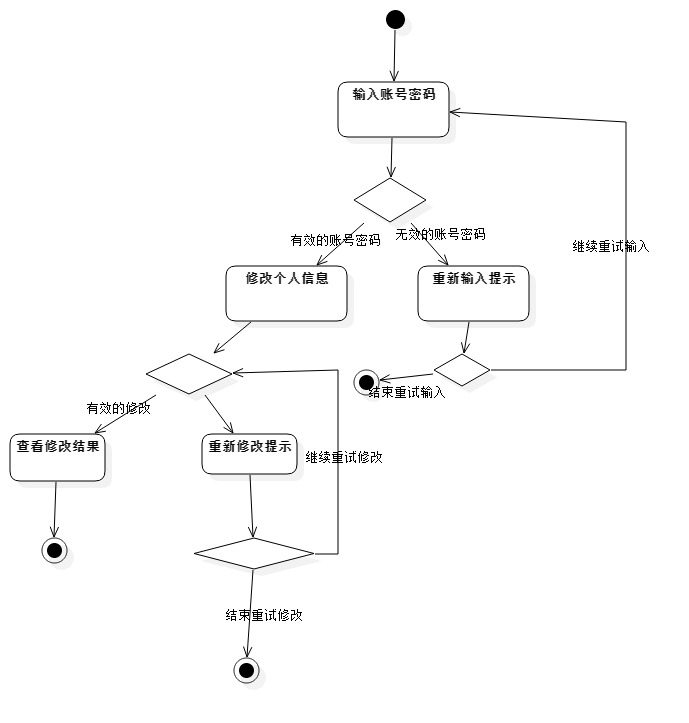 输入账号密码
有效的账号密码
无效的账号密码
继续重试输入
修改个人信息
重新输入提示
结束重试输入
有效的修改
查看修改结果
重新修改提示
继续重试修改
结束重试修改